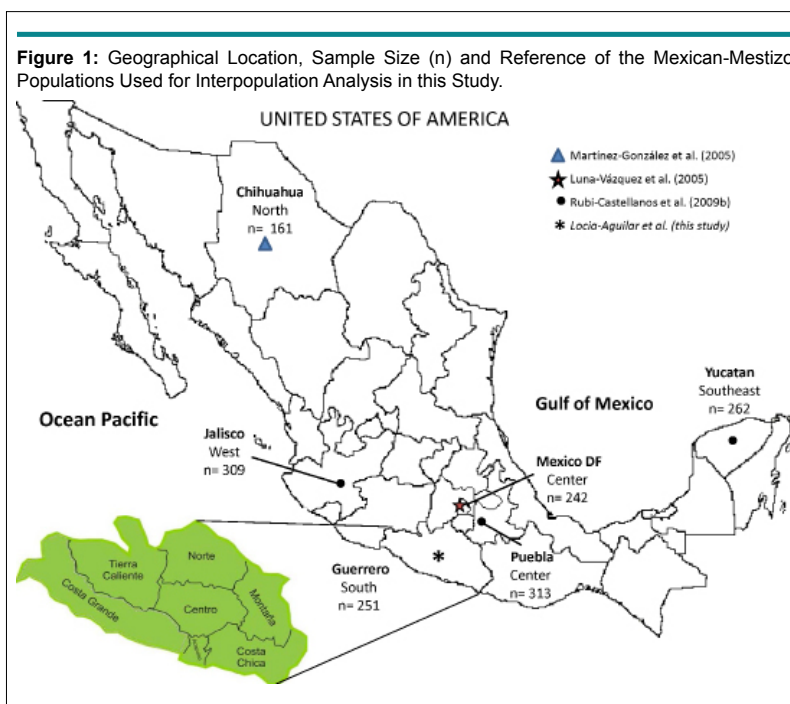 Figure 1: Geographical Location, Sample Size (n) and Reference of the Mexican-Mestizo
Populations Used for Interpopulation Analysis in this Study.
UNITED STATES OF AMERICA
Martínez-González et al. (2005)
Luna-Vázquez et al. (2005)
Rubi-Castellanos et al. (2009b)
* Locia-Aguilar et al. (this study)
Chihuahua
North
n= 161
Yucatan
Southeast
n= 262
Ocean Pacific
Gulf of Mexico
Jalisco
West
n= 309
Mexico DF
Center
n= 242
*
Guerrero
South
n= 251
Puebla
Center
n= 313
Tierra
Caliente
Norte
Costa Grande
Centro
Montaña
Costa
Chica